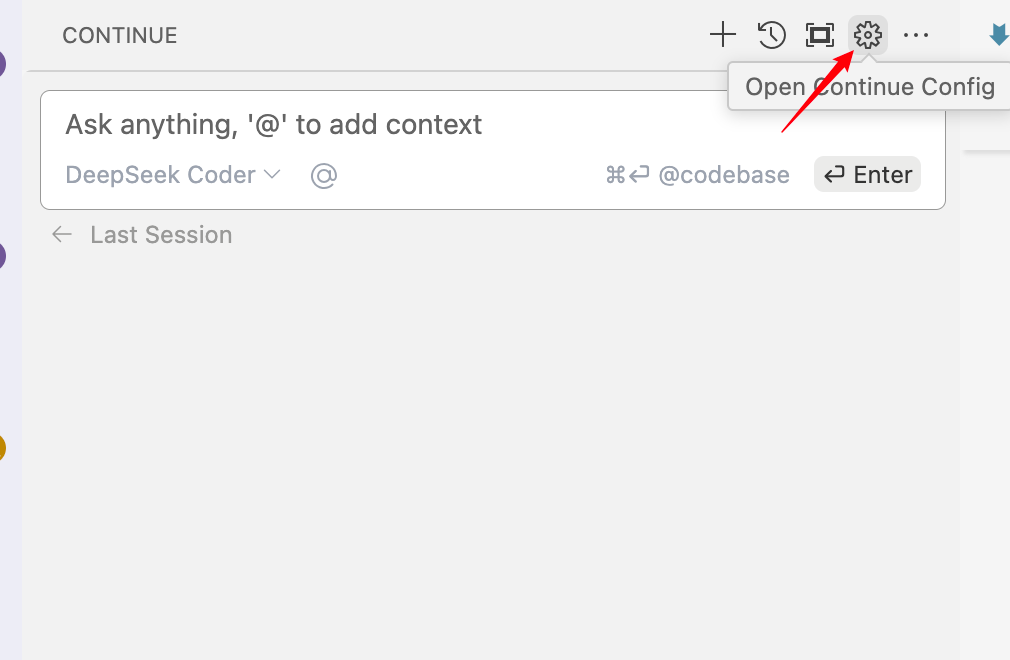 CONTINUE
Open Continue Config
Ask anything, '@' to add context
DeepSeek Coder @ ⌘⏎ @codebase ⏎ Enter
← Last Session